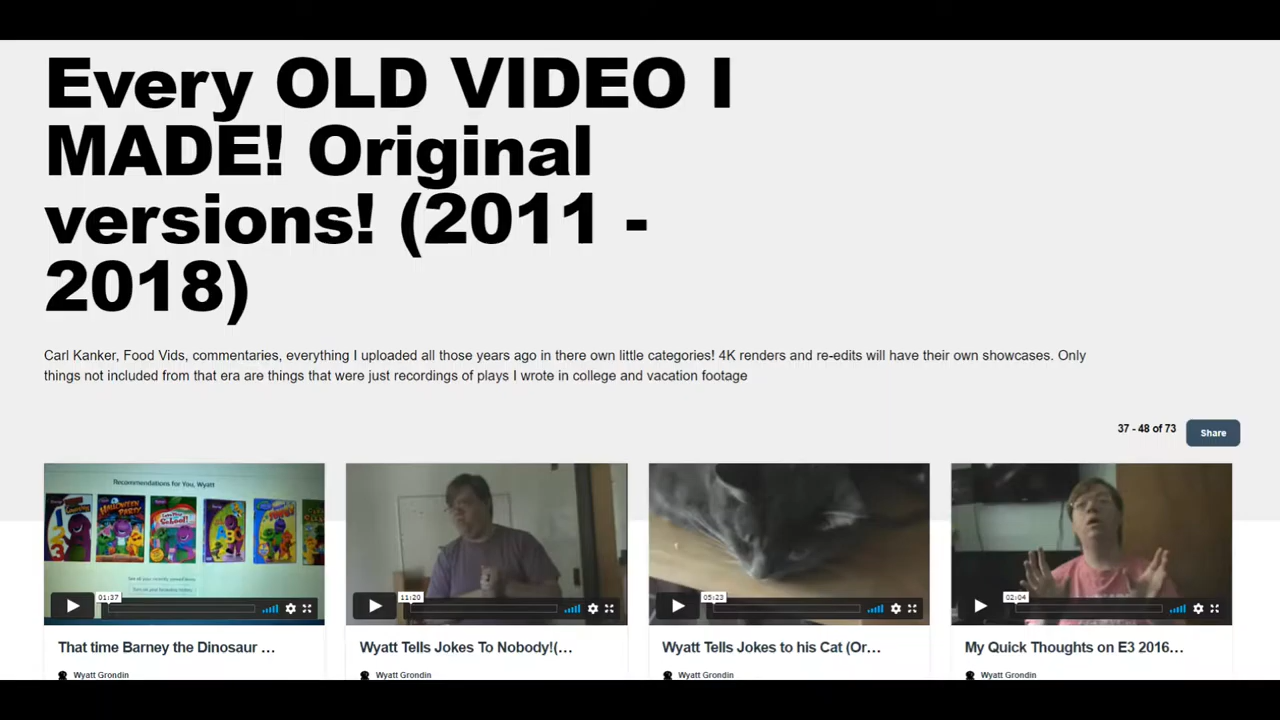 Every OLD VIDEO I
MADE! Original
versions! (2011 -
2018)
Carl Kanker, Food Vids, commentaries, everything I uploaded all those years ago in there own little categories! 4K renders and re-edits will have their own showcases. Only
things not included from that era are things that were just recordings of plays I wrote in college and vacation footage
37 - 48 of 73
Share
Recommendations for You, Wyatt
01:37
11:20
05:23
02:04
That time Barney the Dinosaur …
Wyatt Tells Jokes To Nobody!(…
Wyatt Tells Jokes to his Cat (Or…
My Quick Thoughts on E3 2016…
Wyatt Grondin
Wyatt Grondin
Wyatt Grondin
Wyatt Grondin